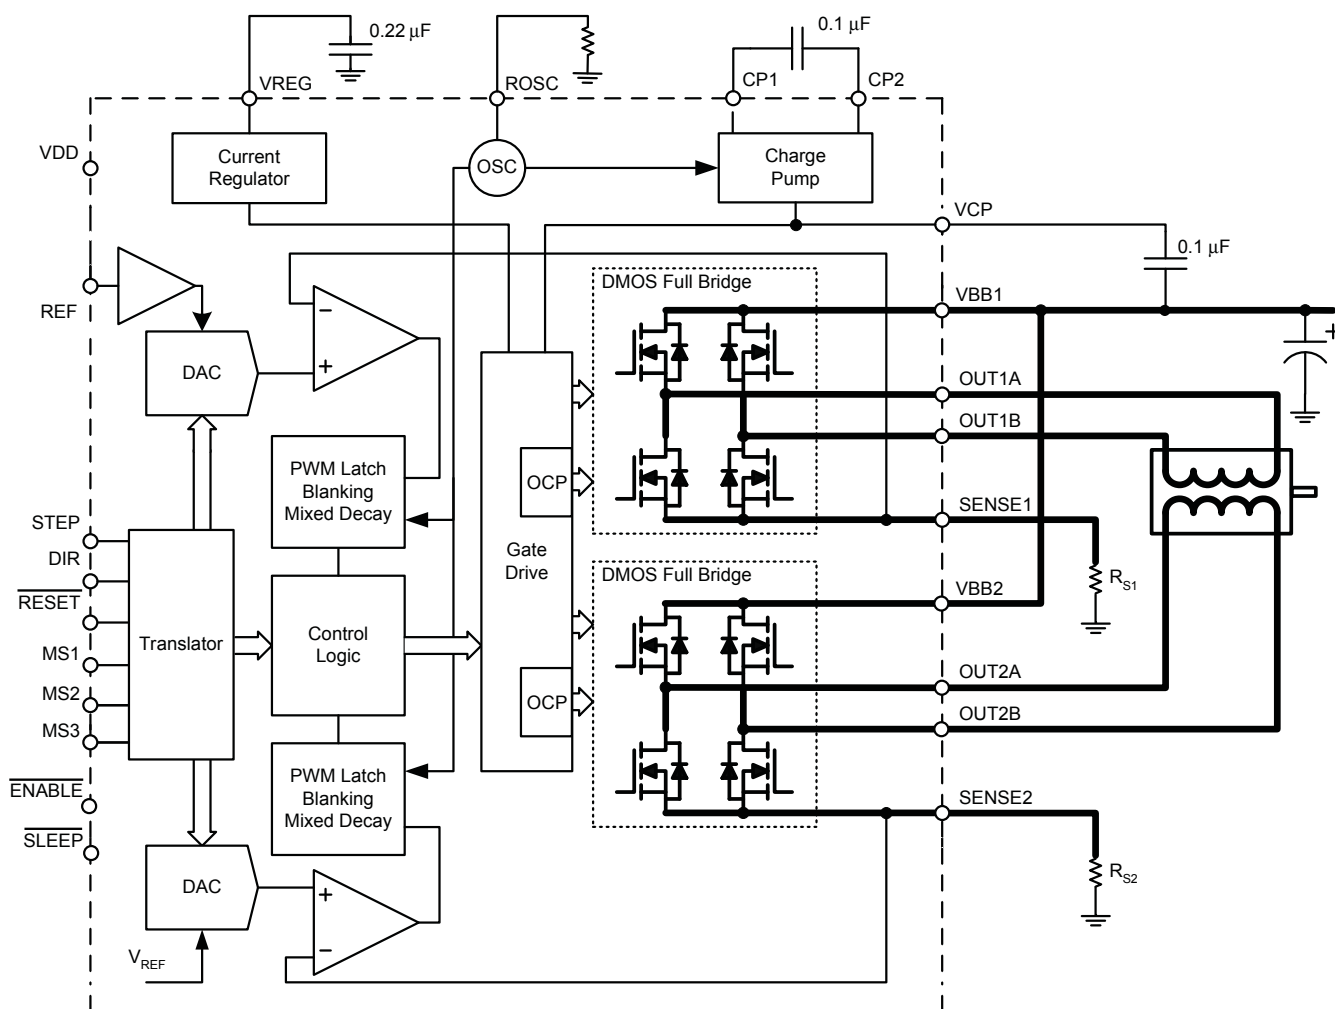 0.22 µF
0.1 µF
VREG
ROSC
CP1
CP2
VDD
Current
Regulator
OSC
Charge
Pump
VCP
0.1 µF
REF
DMOS Full Bridge
VBB1
−
+
+
DAC
OUT1A
OUT1B
PWM Latch
Blanking
Mixed Decay
OCP
SENSE1
STEP
DIR
RESET
MS1
MS2
MS3
Translator
Control
Logic
Gate
Drive
DMOS Full Bridge
RS1
VBB2
OUT2A
OCP
OUT2B
ENABLE
SLEEP
PWM Latch
Blanking
Mixed Decay
SENSE2
DAC
+
−
RS2
VREF